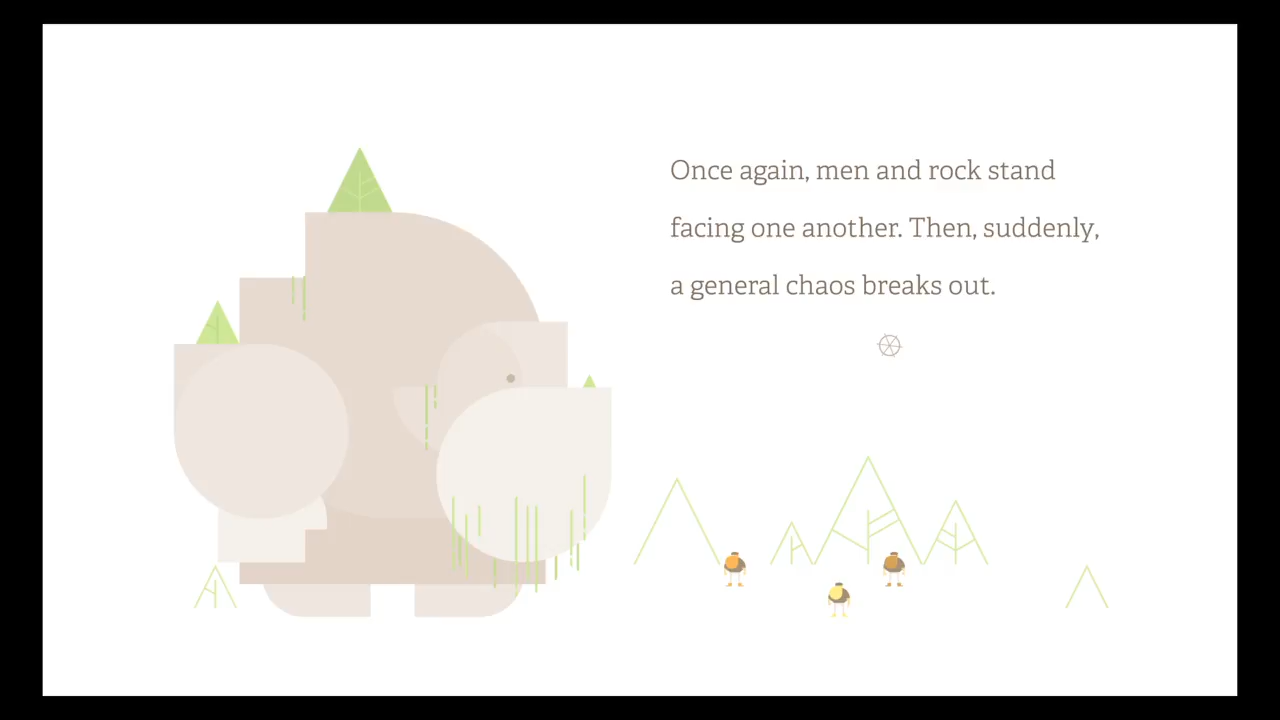 Once again, men and rock stand
facing one another. Then, suddenly,
a general chaos breaks out.